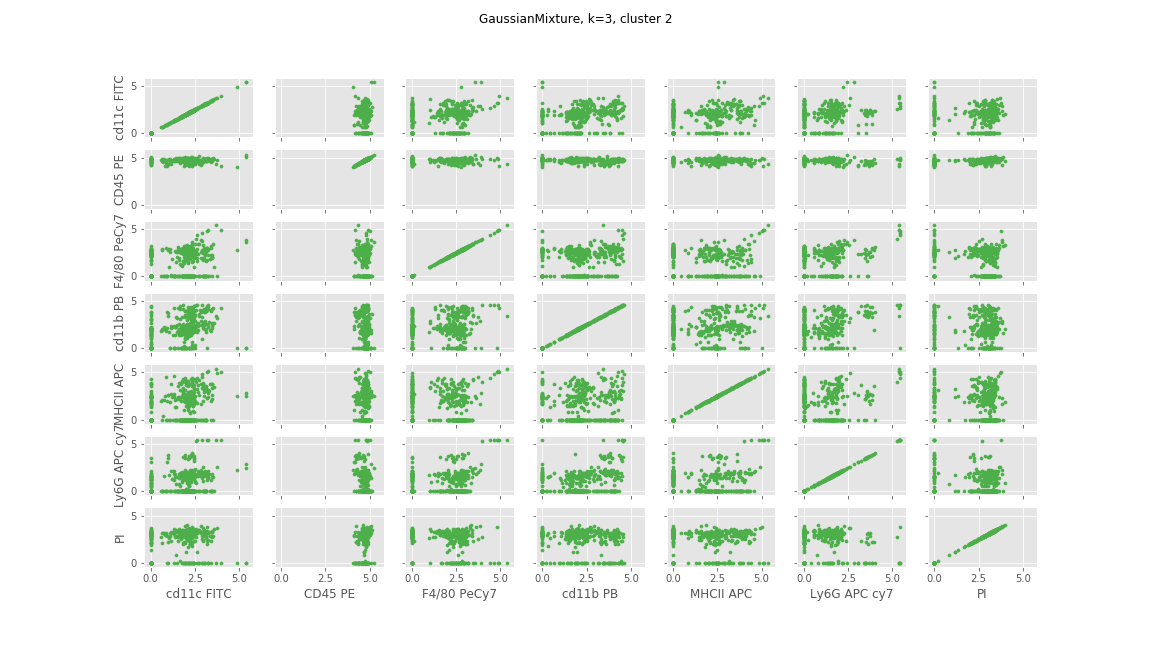 GaussianMixture, k=3, cluster 2
cd11c FITC
5
0
CD45 PE
5
0
F4/80 PeCy7
5
0
cd11b PB
5
0
MHCII APC
5
0
Ly6G APC cy7
5
0
PI
5
0
0.0 2.5 5.0 0.0 2.5 5.0 0.0 2.5 5.0 0.0 2.5 5.0 0.0 2.5 5.0 0.0 2.5 5.0 0.0 2.5 5.0
cd11c FITC CD45 PE F4/80 PeCy7 cd11b PB MHCII APC Ly6G APC cy7 PI